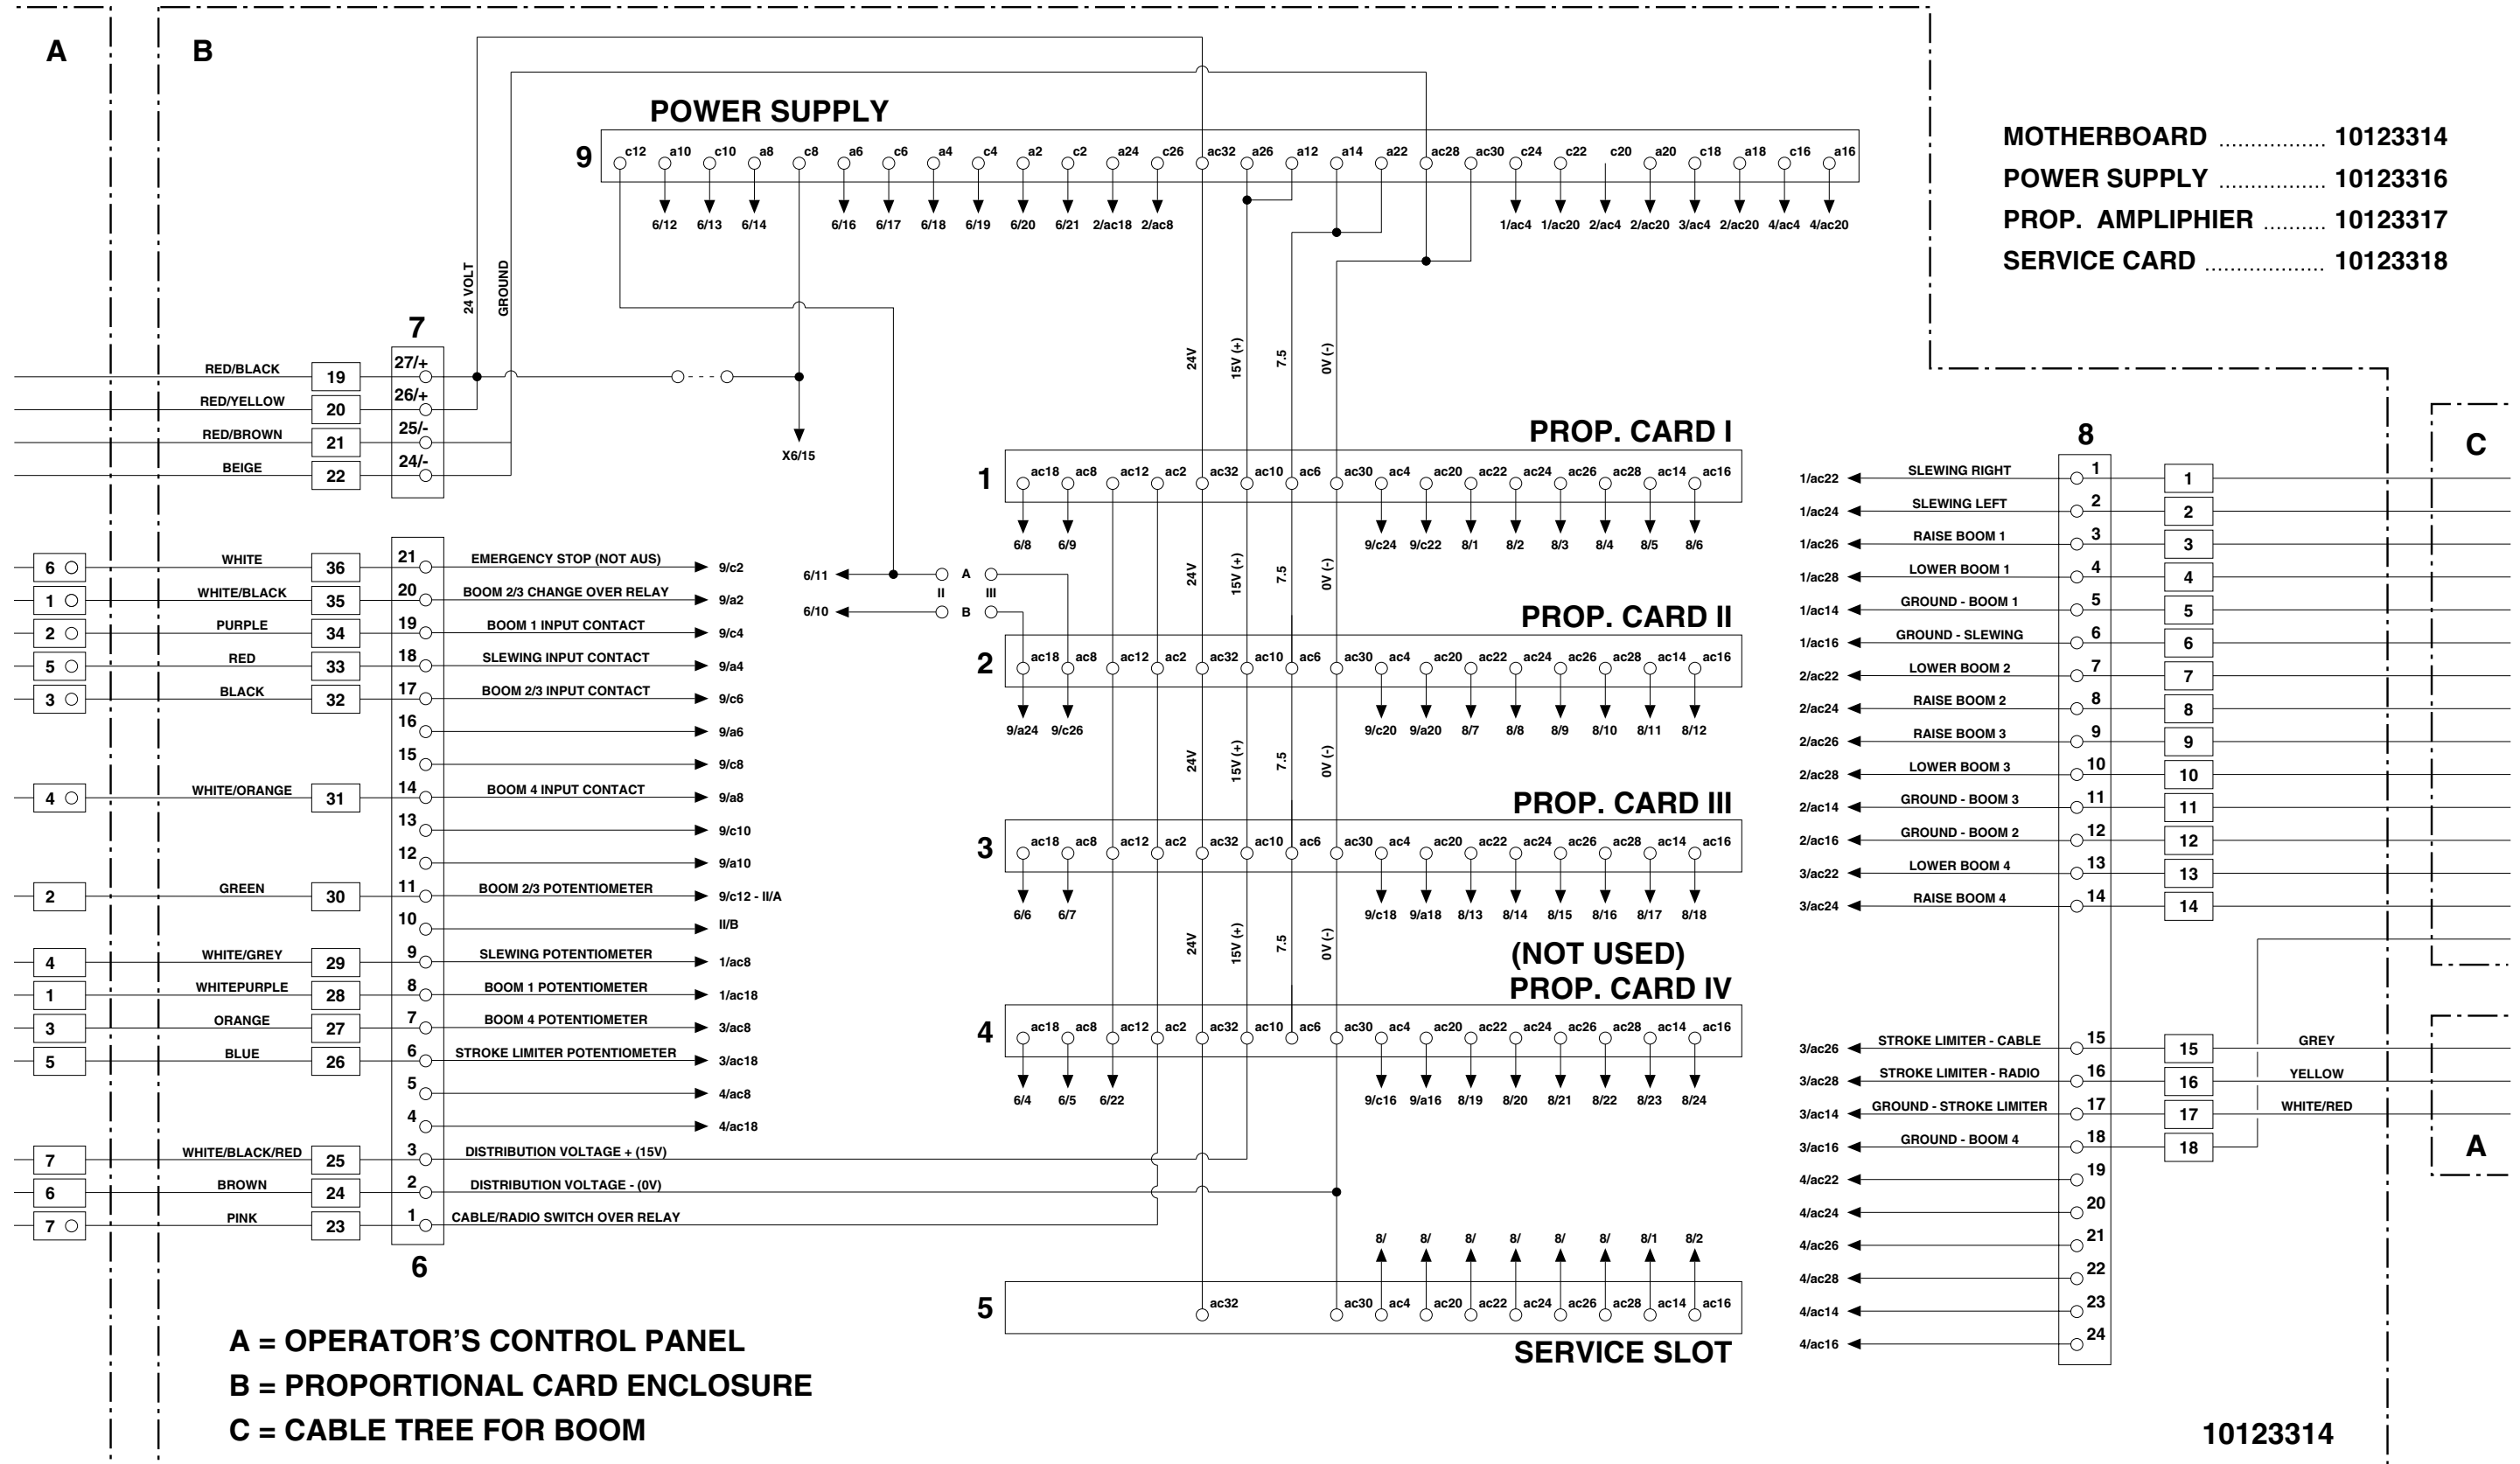 A
B
POWER SUPPLY
9
c12 a10 c10 a8 c8 a6 c6 a4 c4 a2 c2 a24 c26 ac32 a26 a12 a14 a22 ac28 ac30 c24 c22 c20 a20 c18 a18 c16 a16
6/12 6/13 6/14 6/16 6/17 6/18 6/19 6/20 6/21 2/ac18 2/ac8 1/ac4 1/ac20 2/ac4 2/ac20 3/ac4 2/ac20 4/ac4 4/ac20
MOTHERBOARD ................ 10123314
POWER SUPPLY ................ 10123316
PROP. AMPLIPHIER .......... 10123317
SERVICE CARD .................. 10123318
24 VOLT
GROUND
24V 15V (+) 7.5 0V (-)
7
RED/BLACK 19 27/+
RED/YELLOW 20 26/+
RED/BROWN 21 25/-
BEIGE 22 24/-
X6/15
PROP. CARD I
1
ac18 ac8 ac12 ac2 ac32 ac10 ac6 ac30 ac4 ac20 ac22 ac24 ac26 ac28 ac14 ac16
6/8 6/9 9/c24 9/c22 8/1 8/2 8/3 8/4 8/5 8/6
24V 15V (+) 7.5 0V (-)
6/11 A
II III
6/10 B
PROP. CARD II
2
ac18 ac8 ac12 ac2 ac32 ac10 ac6 ac30 ac4 ac20 ac22 ac24 ac26 ac28 ac14 ac16
9/a24 9/c26 9/c20 9/a20 8/7 8/8 8/9 8/10 8/11 8/12
24V 15V (+) 7.5 0V (-)
PROP. CARD III
3
ac18 ac8 ac12 ac2 ac32 ac10 ac6 ac30 ac4 ac20 ac22 ac24 ac26 ac28 ac14 ac16
6/6 6/7 9/c18 9/a18 8/13 8/14 8/15 8/16 8/17 8/18
24V 15V (+) 7.5 0V (-)
(NOT USED)
PROP. CARD IV
4
ac18 ac8 ac12 ac2 ac32 ac10 ac6 ac30 ac4 ac20 ac22 ac24 ac26 ac28 ac14 ac16
6/4 6/5 6/22 9/c16 9/a16 8/19 8/20 8/21 8/22 8/23 8/24
8/ 8/ 8/ 8/ 8/ 8/ 8/1 8/2
5
ac32 ac30 ac4 ac20 ac22 ac24 ac26 ac28 ac14 ac16
SERVICE SLOT
6 WHITE 36 21 EMERGENCY STOP (NOT AUS) 9/c2
1 WHITE/BLACK 35 20 BOOM 2/3 CHANGE OVER RELAY 9/a2
2 PURPLE 34 19 BOOM 1 INPUT CONTACT 9/c4
5 RED 33 18 SLEWING INPUT CONTACT 9/a4
3 BLACK 32 17 BOOM 2/3 INPUT CONTACT 9/c6
16 9/a6
15 9/c8
4 WHITE/ORANGE 31 14 BOOM 4 INPUT CONTACT 9/a8
13 9/c10
12 9/a10
2 GREEN 30 11 BOOM 2/3 POTENTIOMETER 9/c12 - II/A
10 II/B
4 WHITE/GREY 29 9 SLEWING POTENTIOMETER 1/ac8
1 WHITEPURPLE 28 8 BOOM 1 POTENTIOMETER 1/ac18
3 ORANGE 27 7 BOOM 4 POTENTIOMETER 3/ac8
5 BLUE 26 6 STROKE LIMITER POTENTIOMETER 3/ac18
5 4/ac8
4 4/ac18
7 WHITE/BLACK/RED 25 3 DISTRIBUTION VOLTAGE + (15V)
6 BROWN 24 2 DISTRIBUTION VOLTAGE - (0V)
7 PINK 23 1 CABLE/RADIO SWITCH OVER RELAY
6
8
C
1/ac22 SLEWING RIGHT 1 1
1/ac24 SLEWING LEFT 2 2
1/ac26 RAISE BOOM 1 3 3
1/ac28 LOWER BOOM 1 4 4
1/ac14 GROUND - BOOM 1 5 5
1/ac16 GROUND - SLEWING 6 6
2/ac22 LOWER BOOM 2 7 7
2/ac24 RAISE BOOM 2 8 8
2/ac26 RAISE BOOM 3 9 9
2/ac28 LOWER BOOM 3 10 10
2/ac14 GROUND - BOOM 3 11 11
2/ac16 GROUND - BOOM 2 12 12
3/ac22 LOWER BOOM 4 13 13
3/ac24 RAISE BOOM 4 14 14
3/ac26 STROKE LIMITER - CABLE 15 15 GREY
3/ac28 STROKE LIMITER - RADIO 16 16 YELLOW
3/ac14 GROUND - STROKE LIMITER 17 17 WHITE/RED
3/ac16 GROUND - BOOM 4 18 18
A
4/ac22 19
4/ac24 20
4/ac26 21
4/ac28 22
4/ac14 23
4/ac16 24
A = OPERATOR'S CONTROL PANEL
B = PROPORTIONAL CARD ENCLOSURE
C = CABLE TREE FOR BOOM
10123314